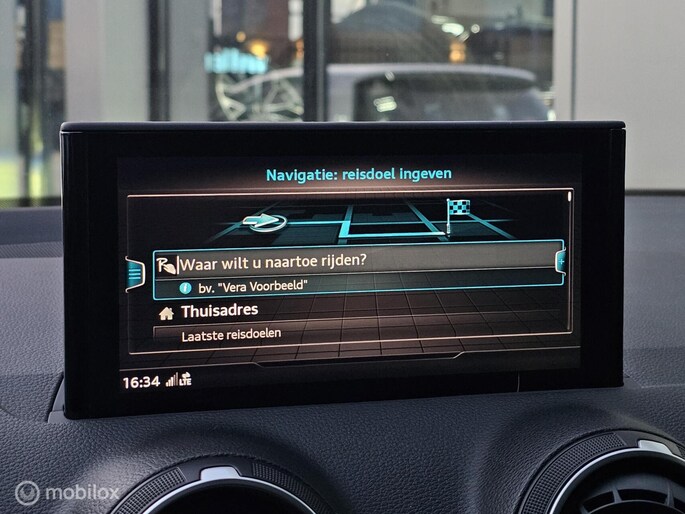 Navigatie: reisdoel ingeven
Waar wilt u naartoe rijden?
bv. "Vera Voorbeeld"
Thuisadres
Laatste reisdoelen
16:34 LTE
mobilox